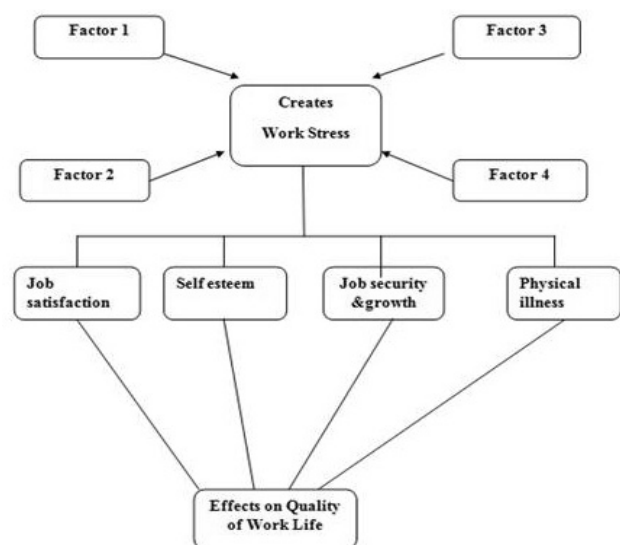 Factor 1
Factor 3
Creates
Work Stress
Factor 2
Factor 4
Job
satisfaction
Self esteem
Job security
&growth
Physical
illness
Effects on Quality
of Work Life